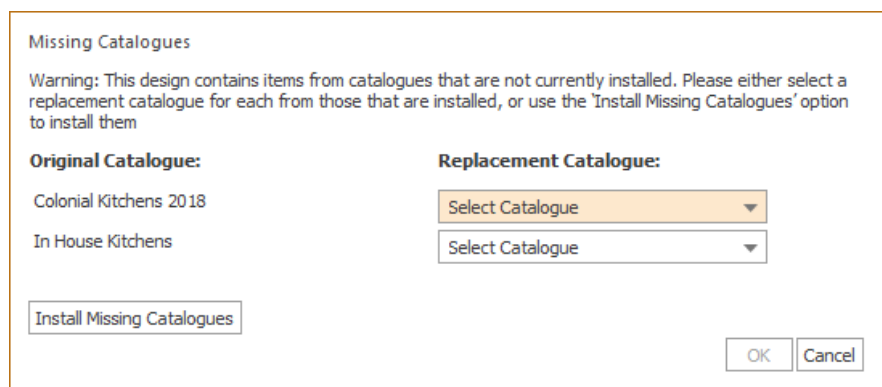 Missing Catalogues
Warning: This design contains items from catalogues that are not currently installed. Please either select a
replacement catalogue for each from those that are installed, or use the 'Install Missing Catalogues' option
to install them
Original Catalogue:
Replacement Catalogue:
Colonial Kitchens 2018
Select Catalogue
In House Kitchens
Select Catalogue
Install Missing Catalogues
OK
Cancel